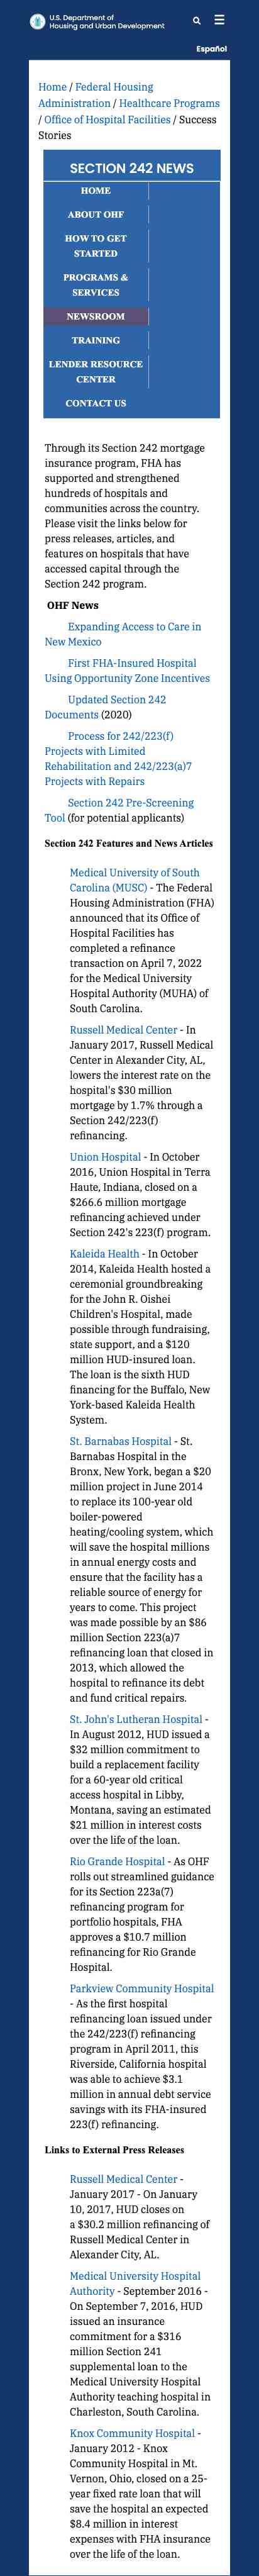 U.S. Department of
Housing and Urban Development
Español
Home / Federal Housing
Administration / Healthcare Programs
/ Office of Hospital Facilities / Success
Stories
SECTION 242 NEWS
HOME
ABOUT OHF
HOW TO GET
STARTED
PROGRAMS &
SERVICES
NEWSROOM
TRAINING
LENDER RESOURCE
CENTER
CONTACT US
Through its Section 242 mortgage
insurance program, FHA has
supported and strengthened
hundreds of hospitals and
communities across the country.
Please visit the links below for
press releases, articles, and
features on hospitals that have
accessed capital through the
Section 242 program.
OHF News
Expanding Access to Care in
New Mexico
First FHA-Insured Hospital
Using Opportunity Zone Incentives
Updated Section 242
Documents (2020)
Process for 242/223(f)
Projects with Limited
Rehabilitation and 242/223(a)7
Projects with Repairs
Section 242 Pre-Screening
Tool (for potential applicants)
Section 242 Features and News Articles
Medical University of South
Carolina (MUSC) - The Federal
Housing Administration (FHA)
announced that its Office of
Hospital Facilities has
completed a refinance
transaction on April 7, 2022
for the Medical University
Hospital Authority (MUHA) of
South Carolina.
Russell Medical Center - In
January 2017, Russell Medical
Center in Alexander City, AL,
lowers the interest rate on the
hospital's $30 million
mortgage by 1.7% through a
Section 242/223(f)
refinancing.
Union Hospital - In October
2016, Union Hospital in Terra
Haute, Indiana, closed on a
$266.6 million mortgage
refinancing achieved under
Section 242's 223(f) program.
Kaleida Health - In October
2014, Kaleida Health hosted a
ceremonial groundbreaking
for the John R. Oishei
Children's Hospital, made
possible through fundraising,
state support, and a $120
million HUD-insured loan.
The loan is the sixth HUD
financing for the Buffalo, New
York-based Kaleida Health
System.
St. Barnabas Hospital - St.
Barnabas Hospital in the
Bronx, New York, began a $20
million project in June 2014
to replace its 100-year old
boiler-powered
heating/cooling system, which
will save the hospital millions
in annual energy costs and
ensure that the facility has a
reliable source of energy for
years to come. This project
was made possible by an $86
million Section 223(a)7
refinancing loan that closed in
2013, which allowed the
hospital to refinance its debt
and fund critical repairs.
St. John's Lutheran Hospital -
In August 2012, HUD issued a
$32 million commitment to
build a replacement facility
for a 60-year old critical
access hospital in Libby,
Montana, saving an estimated
$21 million in interest costs
over the life of the loan.
Rio Grande Hospital - As OHF
rolls out streamlined guidance
for its Section 223a(7)
refinancing program for
portfolio hospitals, FHA
approves a $10.7 million
refinancing for Rio Grande
Hospital.
Parkview Community Hospital
- As the first hospital
refinancing loan issued under
the 242/223(f) refinancing
program in April 2011, this
Riverside, California hospital
was able to achieve $3.1
million in annual debt service
savings with its FHA-insured
223(f) refinancing.
Links to External Press Releases
Russell Medical Center -
January 2017 - On January
10, 2017, HUD closes on
a $30.2 million refinancing of
Russell Medical Center in
Alexander City, AL.
Medical University Hospital
Authority - September 2016 -
On September 7, 2016, HUD
issued an insurance
commitment for a $316
million Section 241
supplemental loan to the
Medical University Hospital
Authority teaching hospital in
Charleston, South Carolina.
Knox Community Hospital -
January 2012 - Knox
Community Hospital in Mt.
Vernon, Ohio, closed on a 25-
year fixed rate loan that will
save the hospital an expected
$8.4 million in interest
expenses with FHA insurance
over the life of the loan.